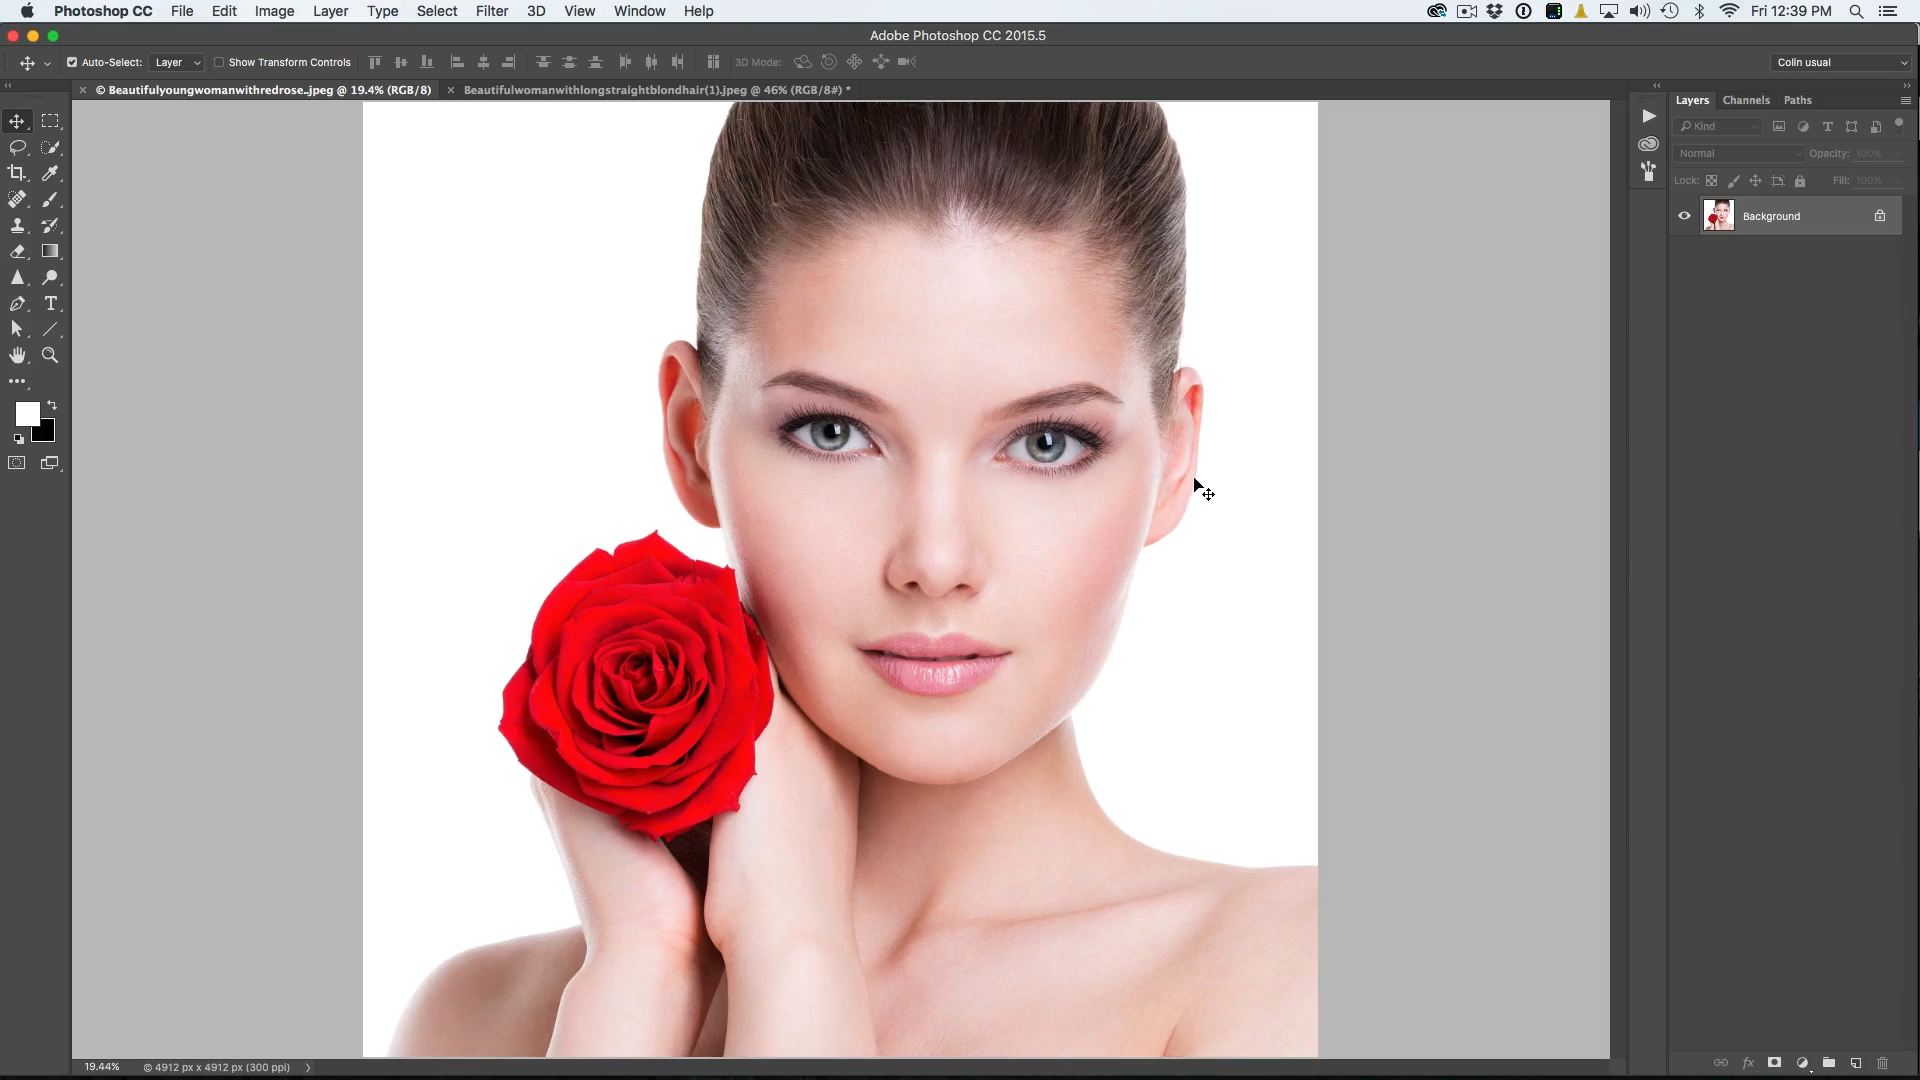 Photoshop CC File Edit Image Layer Type Select Filter 3D View Window Help Fri 12:39 PM
Adobe Photoshop CC 2015.5
Auto-Select: Layer Show Transform Controls 3D Mode: Colin usual
© Beautifulyoungwomanwithredrose..jpeg @ 19.4% (RGB/8) Beautifulwomanwithlongstraightblondhair(1).jpeg @ 46% (RGB/8#) *
Layers Channels Paths
Kind
Normal Opacity: 100%
Lock: Fill: 100%
Background
fx
19.44% © 4912 px x 4912 px (300 ppi)